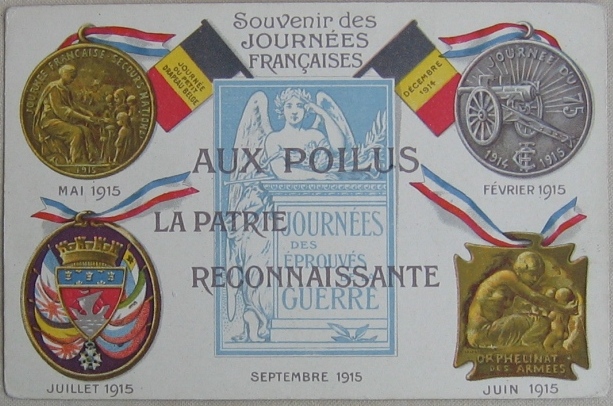 Souvenir des
JOURNÉES
FRANÇAISES
JOURNÉE FRANÇAISE SECOURS NATIONAL
1915
MAI 1915
JOURNÉE
DU PETIT
DRAPEAU BELGE
DÉCEMBRE
1914
JOURNÉE DU 75
1914 1915
TCF
FÉVRIER 1915
AUX POILUS
LA PATRIE
RECONNAISSANTE
JOURNÉES
DES
ÉPROUVÉS
GUERRE
SEPTEMBRE 1915
JUILLET 1915
ORPHELINAT
DES ARMÉES
JUIN 1915